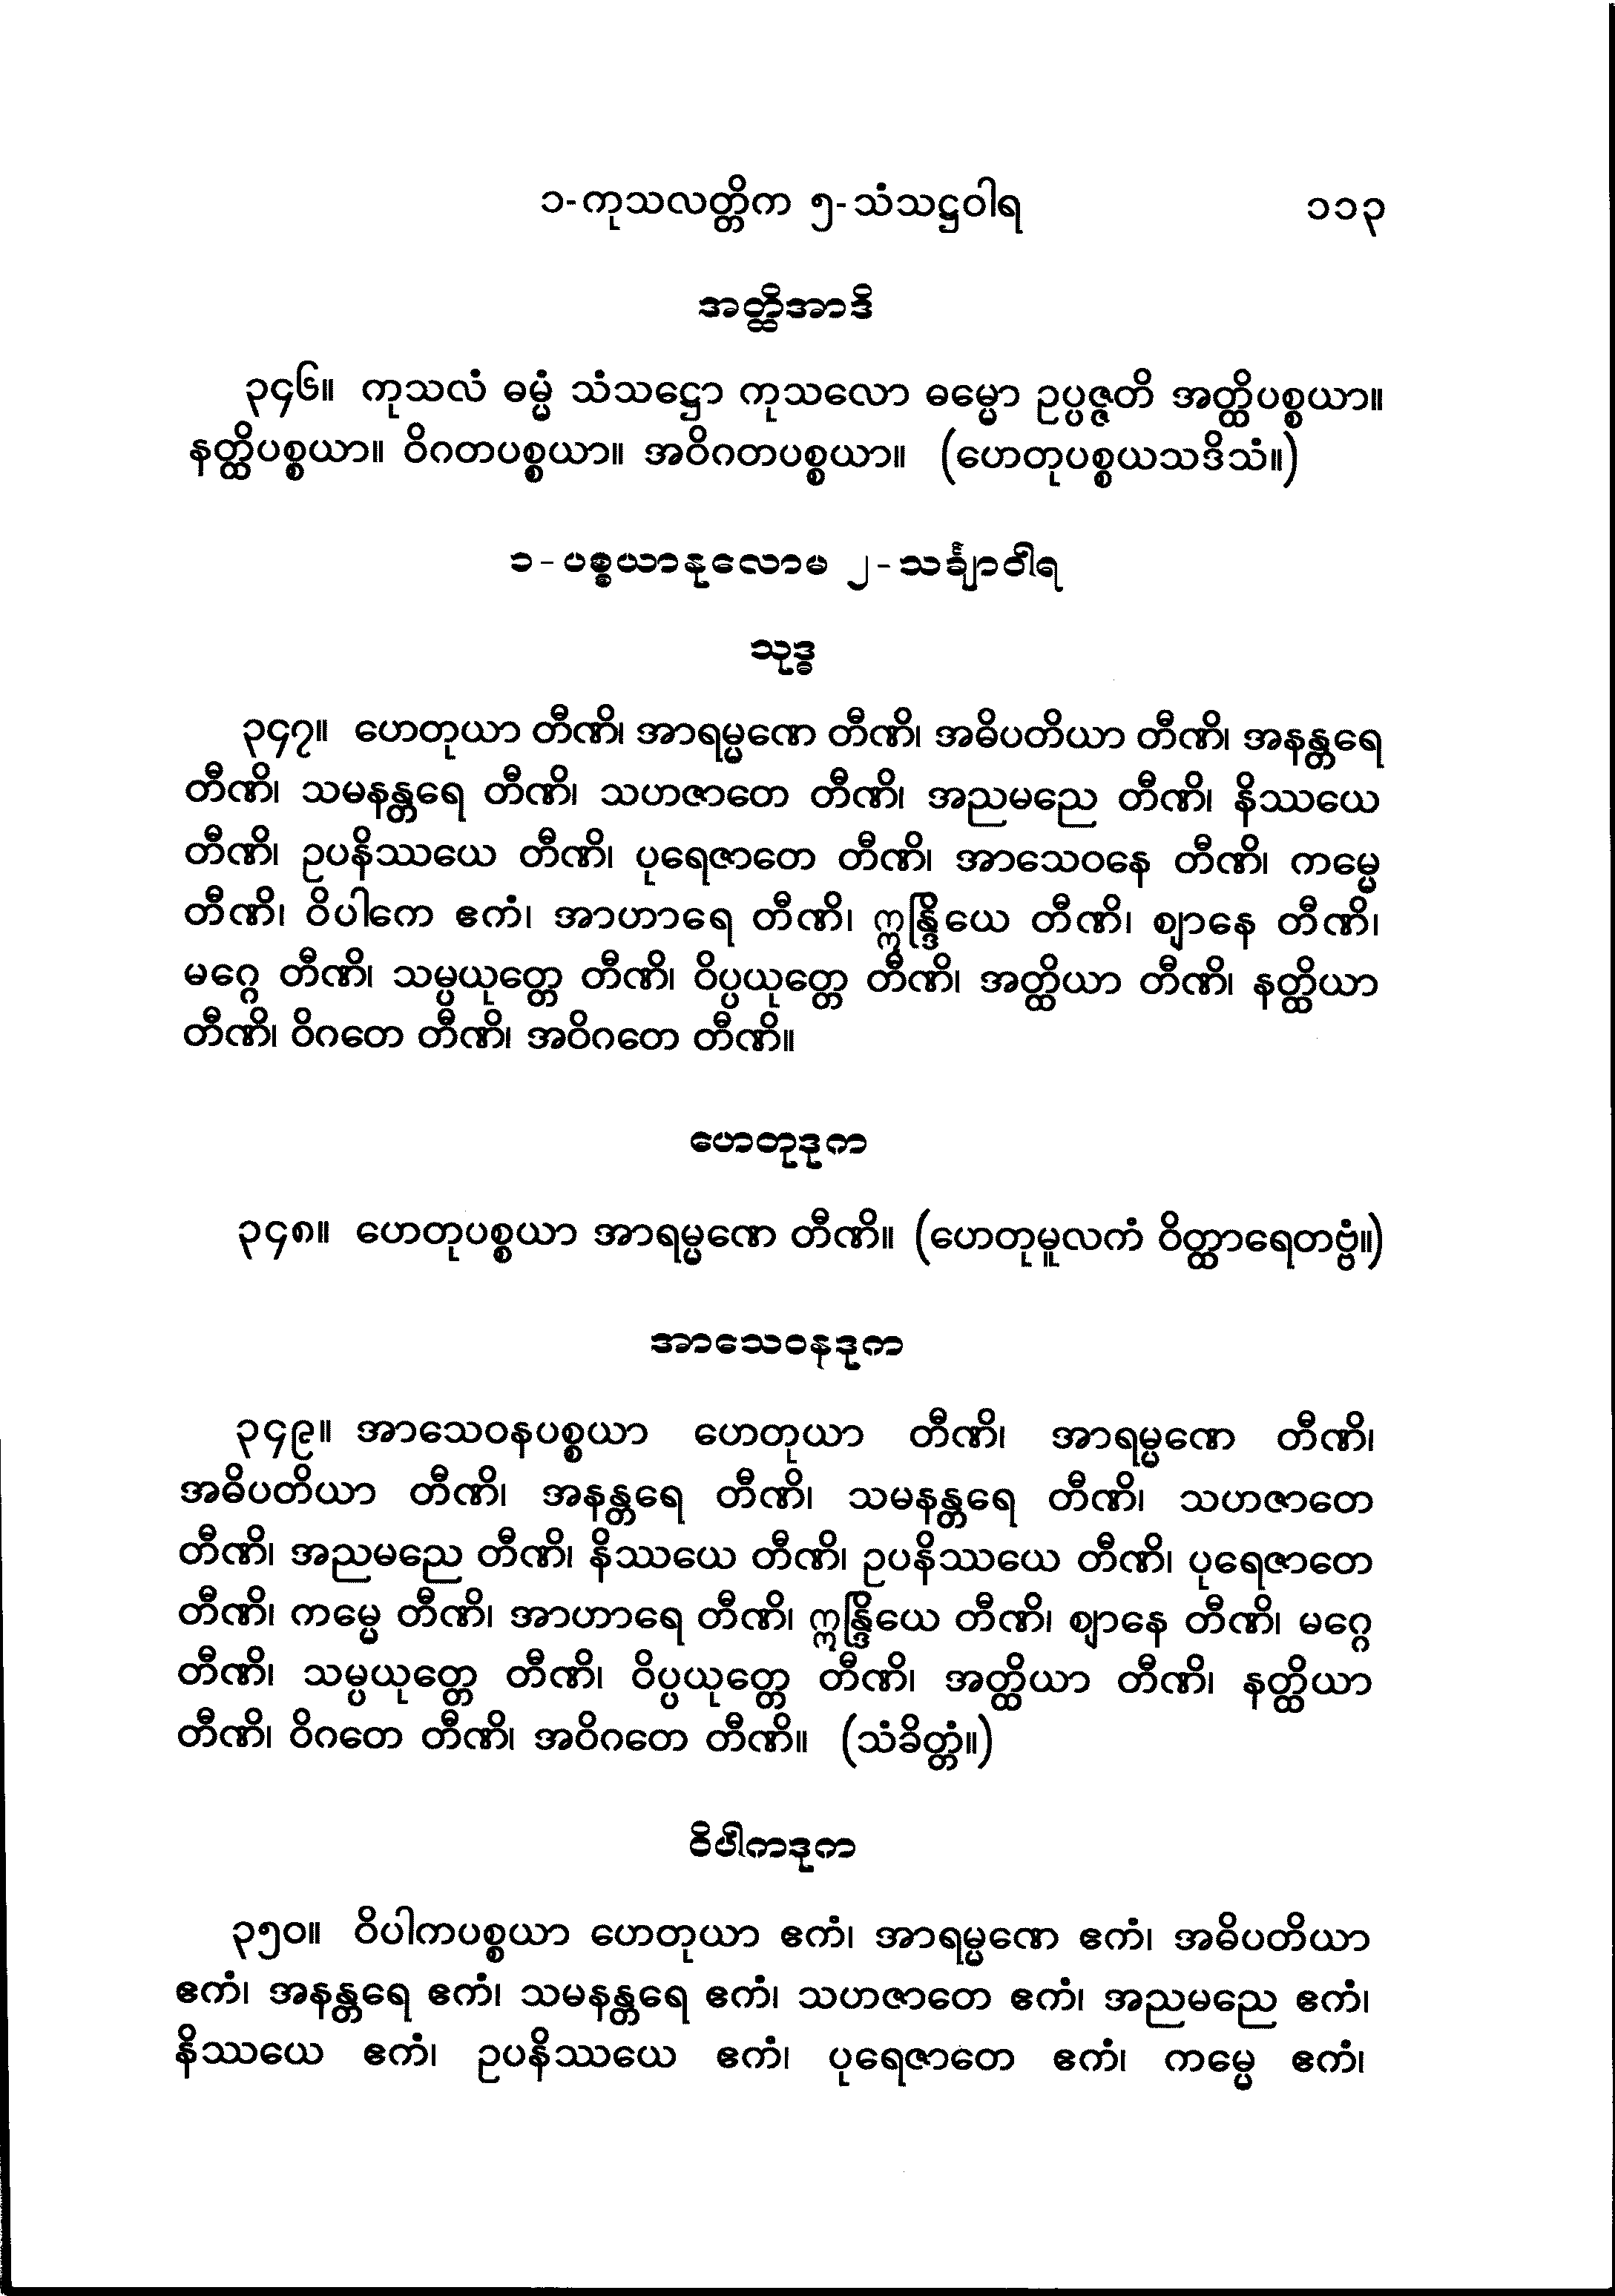 ၁-ကုသလတ္တိက ၅-သံသဋ္ဌဝါရ ၁၁၃
အတ္ထိအာဒိ
၃၄၆။ ကုသလံ ဓမ္မံ သံသဋ္ဌော ကုသလော ဓမ္မော ဥပ္ပဇ္ဇတိ အတ္ထိပစ္စယာ။
နတ္ထိပစ္စယာ။ ဝိဂတပစ္စယာ။ အဝိဂတပစ္စယာ။ (ဟေတုပစ္စယသဒိသံ။)
၁-ပစ္စယာနုလောမ ၂-သင်္ချာဝါရ
သုဒ္ဓ
၃၄၇။ ဟေတုယာ တီဏိ၊ အာရမ္မဏေ တီဏိ၊ အဓိပတိယာ တီဏိ၊ အနန္တရေ
တီဏိ၊ သမနန္တရေ တီဏိ၊ သဟဇာတေ တီဏိ၊ အညမညေ တီဏိ၊ နိဿယေ
တီဏိ၊ ဥပနိဿယေ တီဏိ၊ ပုရေဇာတေ တီဏိ၊ အာသေဝနေ တီဏိ၊ ကမ္မေ
တီဏိ၊ ဝိပါကေ ဧကံ၊ အာဟာရေ တီဏိ၊ ဣန္ဒြိယေ တီဏိ၊ ဈာနေ တီဏိ၊
မဂ္ဂေ တီဏိ၊ သမ္ပယုတ္တေ တီဏိ၊ ဝိပ္ပယုတ္တေ တီဏိ၊ အတ္ထိယာ တီဏိ၊ နတ္ထိယာ
တီဏိ၊ ဝိဂတေ တီဏိ၊ အဝိဂတေ တီဏိ။
ဟေတုဒုက
၃၄၈။ ဟေတုပစ္စယာ အာရမ္မဏေ တီဏိ။ (ဟေတုမူလကံ ဝိတ္ထာရေတဗ္ဗံ။)
အာသေဝနဒုက
၃၄၉။ အာသေဝနပစ္စယာ ဟေတုယာ တီဏိ၊ အာရမ္မဏေ တီဏိ၊
အဓိပတိယာ တီဏိ၊ အနန္တရေ တီဏိ၊ သမနန္တရေ တီဏိ၊ သဟဇာတေ
တီဏိ၊ အညမညေ တီဏိ၊ နိဿယေ တီဏိ၊ ဥပနိဿယေ တီဏိ၊ ပုရေဇာတေ
တီဏိ၊ ကမ္မေ တီဏိ၊ အာဟာရေ တီဏိ၊ ဣန္ဒြိယေ တီဏိ၊ ဈာနေ တီဏိ၊ မဂ္ဂေ
တီဏိ၊ သမ္ပယုတ္တေ တီဏိ၊ ဝိပ္ပယုတ္တေ တီဏိ၊ အတ္ထိယာ တီဏိ၊ နတ္ထိယာ
တီဏိ၊ ဝိဂတေ တီဏိ၊ အဝိဂတေ တီဏိ။ (သံခိတ္တံ။)
ဝိပါကဒုက
၃၅၀။ ဝိပါကပစ္စယာ ဟေတုယာ ဧကံ၊ အာရမ္မဏေ ဧကံ၊ အဓိပတိယာ
ဧကံ၊ အနန္တရေ ဧကံ၊ သမနန္တရေ ဧကံ၊ သဟဇာတေ ဧကံ၊ အညမညေ ဧကံ၊
နိဿယေ ဧကံ၊ ဥပနိဿယေ ဧကံ၊ ပုရေဇာတေ ဧကံ၊ ကမ္မေ ဧကံ၊